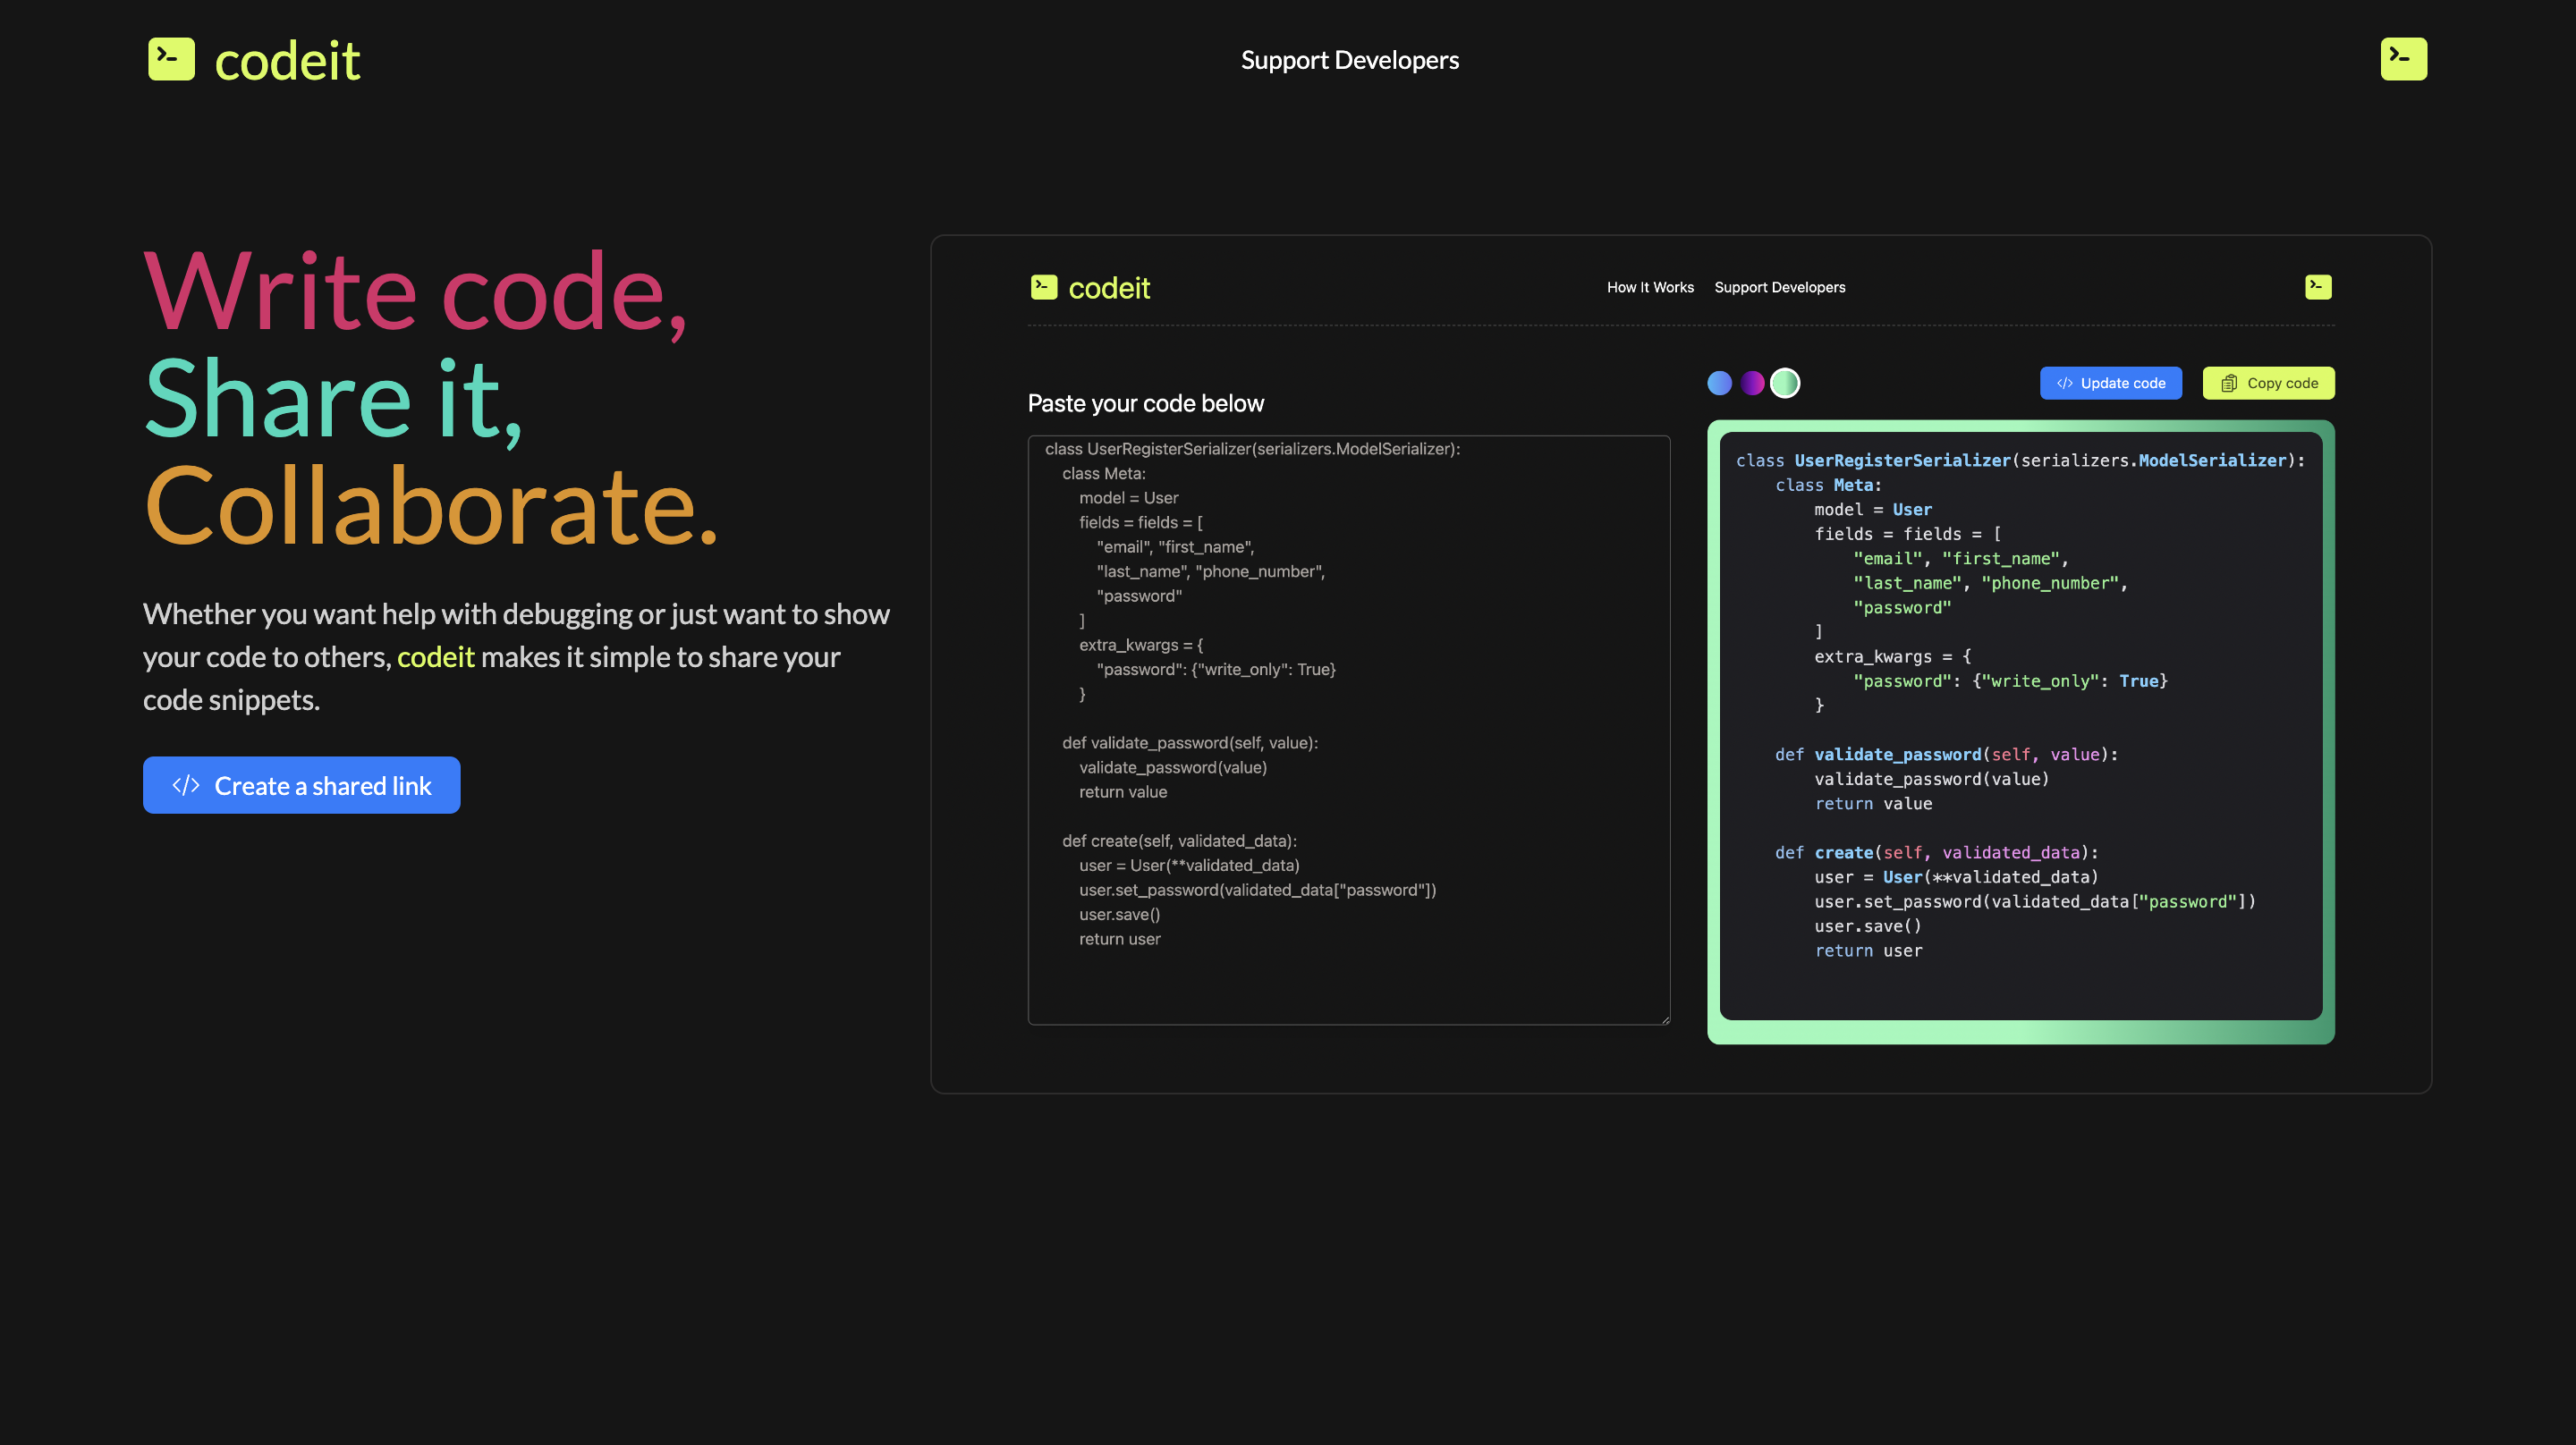 codeit
Support Developers
Write code,
Share it,
Collaborate.
Whether you want help with debugging or just want to show
your code to others, codeit makes it simple to share your
code snippets.
</> Create a shared link
codeit
How It Works
Support Developers
Paste your code below
class UserRegisterSerializer(serializers.ModelSerializer):
    class Meta:
        model = User
        fields = fields = [
            "email", "first_name",
            "last_name", "phone_number",
            "password"
        ]
        extra_kwargs = {
            "password": {"write_only": True}
        }

    def validate_password(self, value):
        validate_password(value)
        return value

    def create(self, validated_data):
        user = User(**validated_data)
        user.set_password(validated_data["password"])
        user.save()
        return user
</> Update code
Copy code
class UserRegisterSerializer(serializers.ModelSerializer):
    class Meta:
        model = User
        fields = fields = [
            "email", "first_name",
            "last_name", "phone_number",
            "password"
        ]
        extra_kwargs = {
            "password": {"write_only": True}
        }

    def validate_password(self, value):
        validate_password(value)
        return value

    def create(self, validated_data):
        user = User(**validated_data)
        user.set_password(validated_data["password"])
        user.save()
        return user